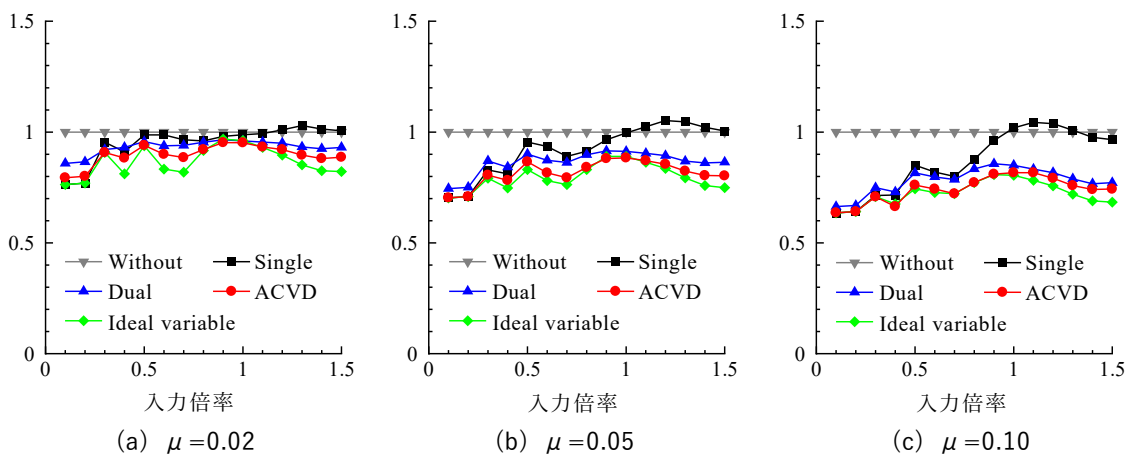 1.5
1
0.5
0
Without
Single
Dual
ACVD
Ideal variable
0
0.5
1
1.5
入力倍率
(a) μ=0.02
1.5
1
0.5
0
Without
Single
Dual
ACVD
Ideal variable
0
0.5
1
1.5
入力倍率
(b) μ=0.05
1.5
1
0.5
0
Without
Single
Dual
ACVD
Ideal variable
0
0.5
1
1.5
入力倍率
(c) μ=0.10